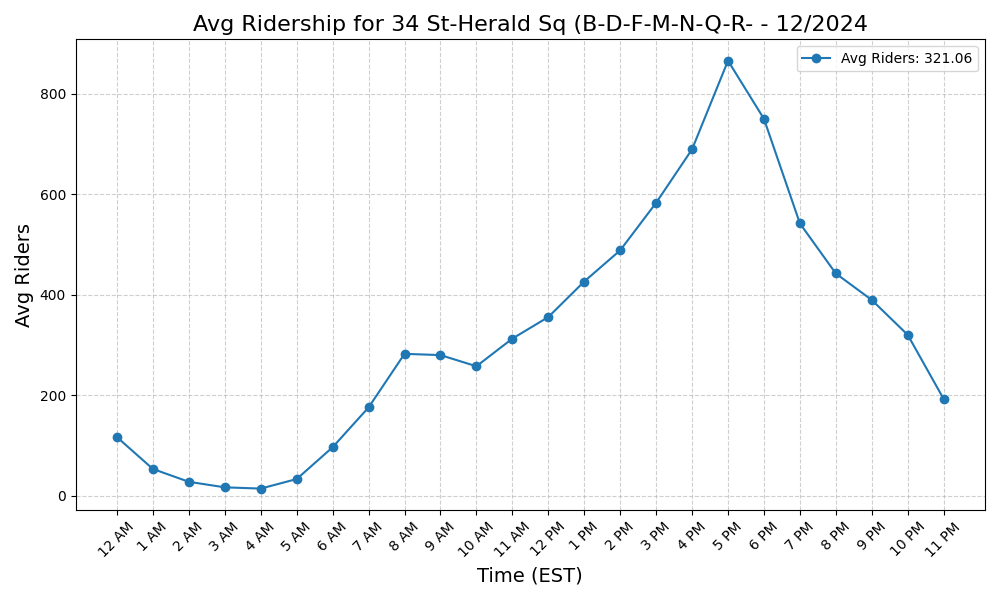 Avg Ridership for 34 St-Herald Sq (B-D-F-M-N-Q-R- - 12/2024
Avg Riders: 321.06
Avg Riders
800
600
400
200
0
12 AM
1 AM
2 AM
3 AM
4 AM
5 AM
6 AM
7 AM
8 AM
9 AM
10 AM
11 AM
12 PM
1 PM
2 PM
3 PM
4 PM
5 PM
6 PM
7 PM
8 PM
9 PM
10 PM
11 PM
Time (EST)